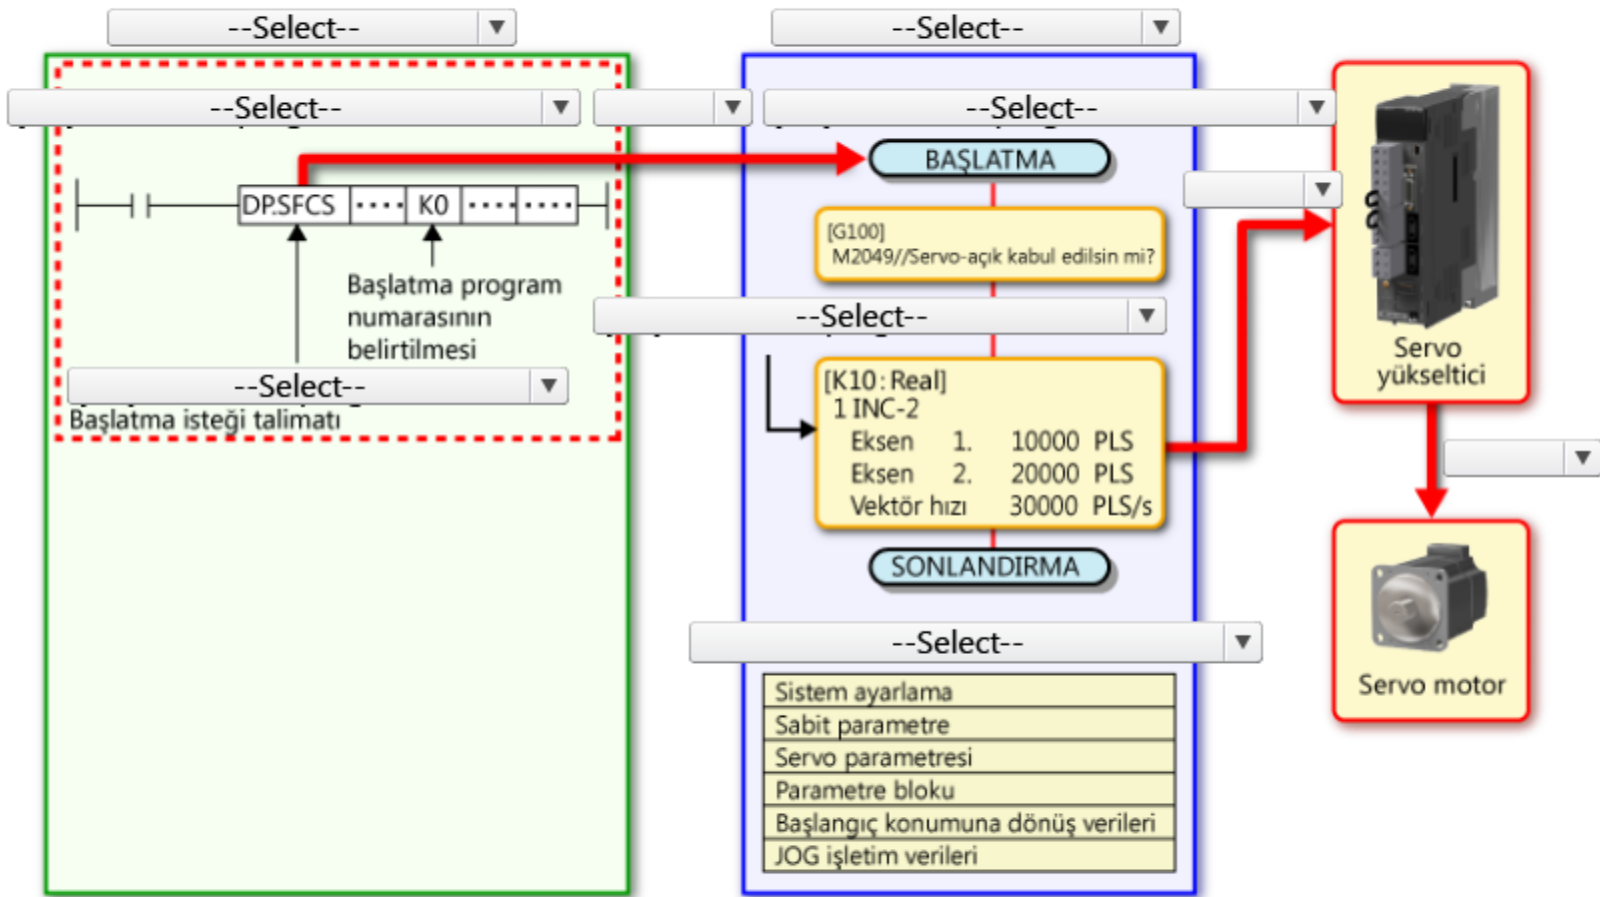 --Select--
--Select--
--Select--
--Select--
BAŞLATMA
DP.SFCS
K0
[G100]
M2049//Servo-açık kabul edilsin mi?
Başlatma program
numarasının
belirtilmesi
--Select--
--Select--
Başlatma isteği talimatı
[K10 : Real]
1 INC-2
Eksen 1. 10000 PLS
Eksen 2. 20000 PLS
Vektör hızı 30000 PLS/s
SONLANDIRMA
Servo
yükseltici
--Select--
Sistem ayarlama
Sabit parametre
Servo parametresi
Parametre bloku
Başlangıç konumuna dönüş verileri
JOG işletim verileri
Servo motor